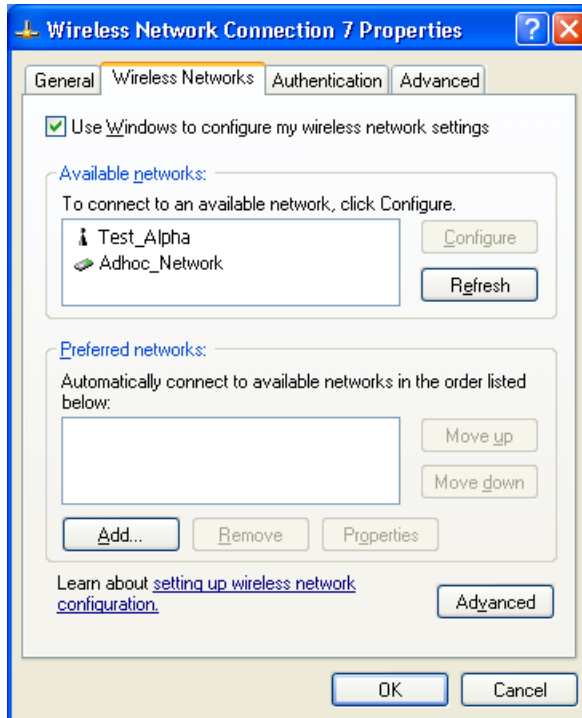 Wireless Network Connection 7 Properties
General Wireless Networks Authentication Advanced
Use Windows to configure my wireless network settings
Available networks:
To connect to an available network, click Configure.
Test_Alpha
Configure
Adhoc_Network
Refresh
Preferred networks:
Automatically connect to available networks in the order listed
below:
Move up
Move down
Add... Remove Properties
Learn about setting up wireless network
configuration.
Advanced
OK Cancel